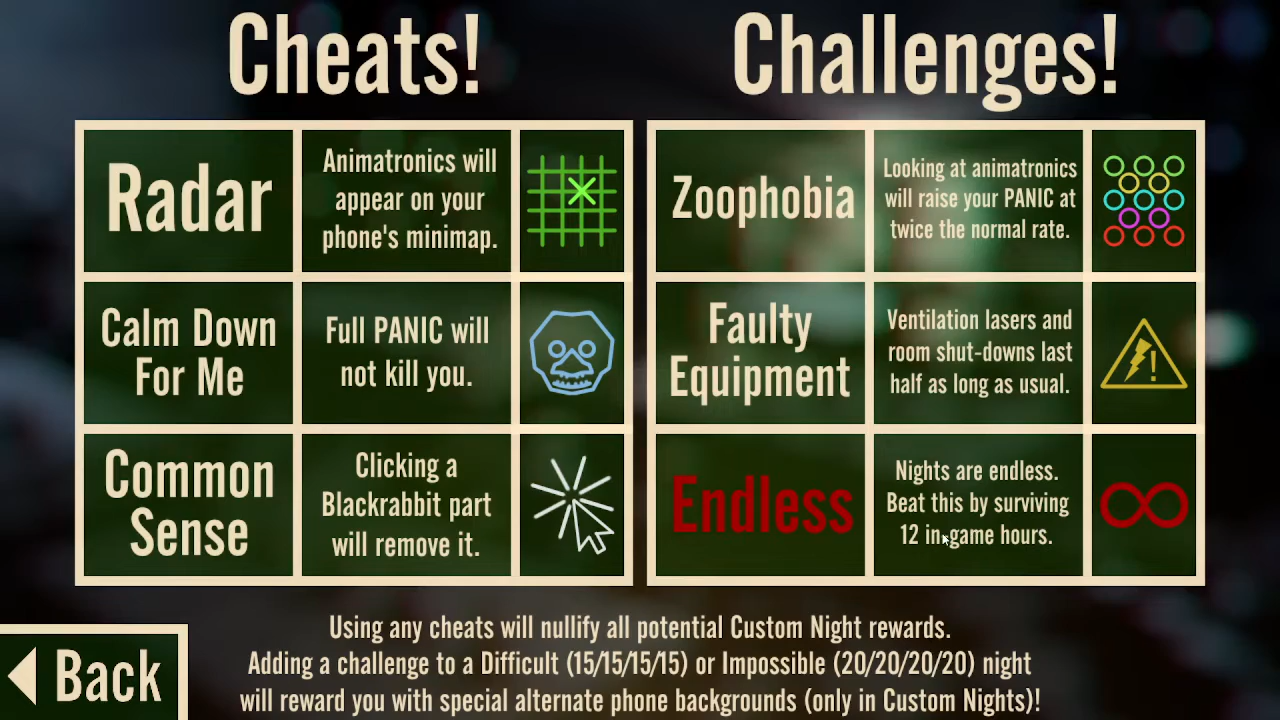 Cheats!
Challenges!
Radar
Animatronics will
appear on your
phone's minimap.
Zoophobia
Looking at animatronics
will raise your PANIC at
twice the normal rate.
Calm Down
For Me
Full PANIC will
not kill you.
Faulty
Equipment
Ventilation lasers and
room shut-downs last
half as long as usual.
!
Common
Sense
Clicking a
Blackrabbit part
will remove it.
Endless
Nights are endless.
Beat this by surviving
12 in-game hours.
Using any cheats will nullify all potential Custom Night rewards.
Adding a challenge to a Difficult (15/15/15/15) or Impossible (20/20/20/20) night
will reward you with special alternate phone backgrounds (only in Custom Nights)!
Back